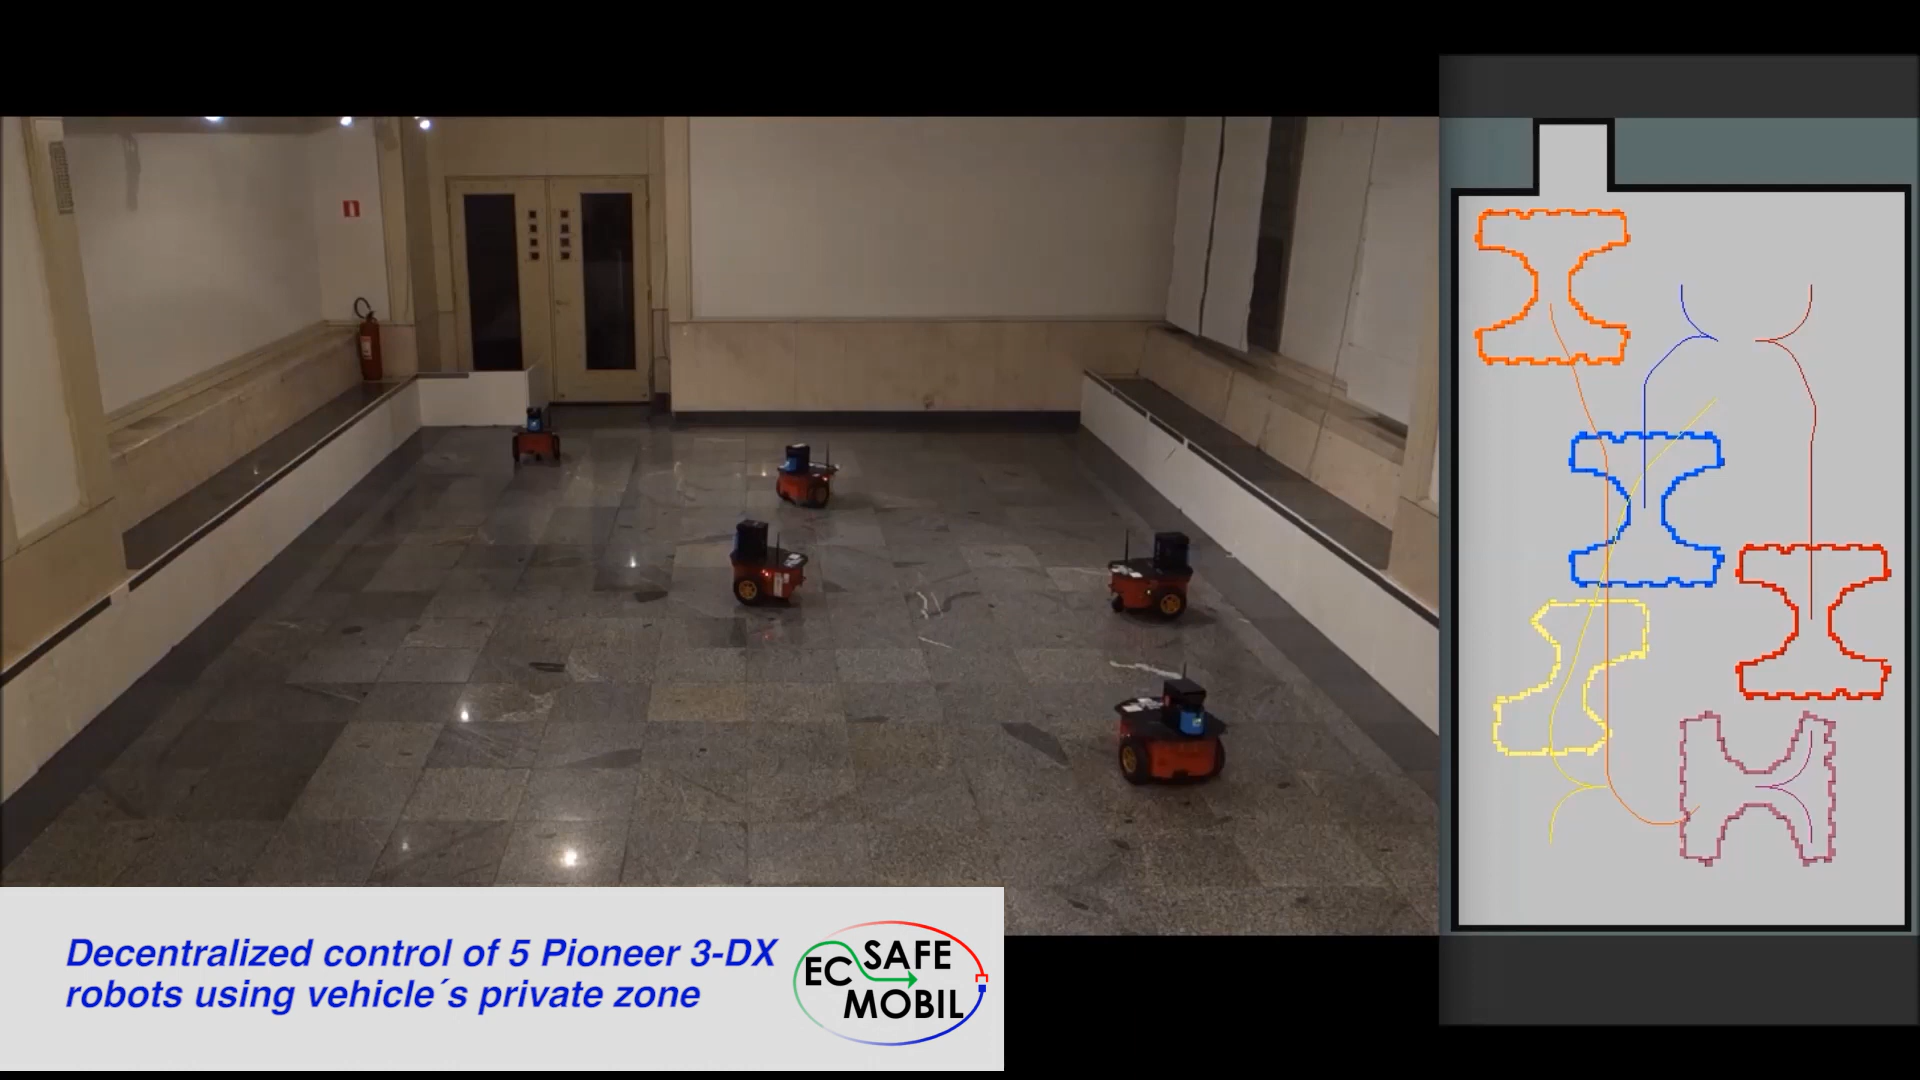 Decentralized control of 5 Pioneer 3-DX
robots using vehicle´s private zone
EC SAFE
MOBIL